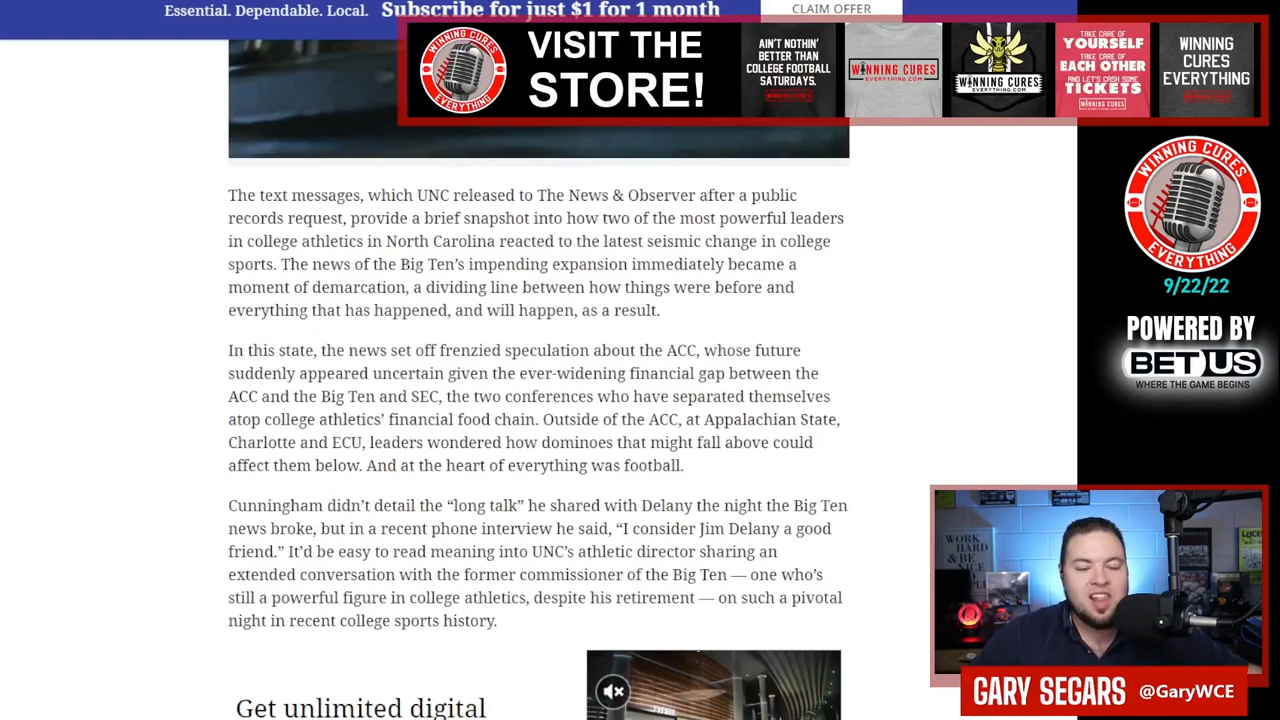 Essential. Dependable. Local. Subscribe for just $1 for 1 month CLAIM OFFER
VISIT THE
STORE!
AIN'T NOTHIN'
BETTER THAN
COLLEGE FOOTBALL
SATURDAYS.
WINNING CURES
EVERYTHING.COM
WINNING CURES
EVERYTHING.COM
TAKE CARE OF
YOURSELF
TAKE CARE OF
EACH OTHER
AND LET'S CASH SOME
TICKETS
WINNING
CURES
EVERYTHING
The text messages, which UNC released to The News & Observer after a public
records request, provide a brief snapshot into how two of the most powerful leaders
in college athletics in North Carolina reacted to the latest seismic change in college
sports. The news of the Big Ten's impending expansion immediately became a
moment of demarcation, a dividing line between how things were before and
everything that has happened, and will happen, as a result.
In this state, the news set off frenzied speculation about the ACC, whose future
suddenly appeared uncertain given the ever-widening financial gap between the
ACC and the Big Ten and SEC, the two conferences who have separated themselves
atop college athletics' financial food chain. Outside of the ACC, at Appalachian State,
Charlotte and ECU, leaders wondered how dominoes that might fall above could
affect them below. And at the heart of everything was football.
Cunningham didn't detail the “long talk” he shared with Delany the night the Big Ten
news broke, but in a recent phone interview he said, “I consider Jim Delany a good
friend.” It'd be easy to read meaning into UNC's athletic director sharing an
extended conversation with the former commissioner of the Big Ten — one who's
still a powerful figure in college athletics, despite his retirement — on such a pivotal
night in recent college sports history.
Get unlimited digital
WINNING CURES
EVERYTHING
9/22/22
POWERED BY
BETUS
WHERE THE GAME BEGINS
WORK
HARD
& BE
NICE
GARY SEGARS @GaryWCE